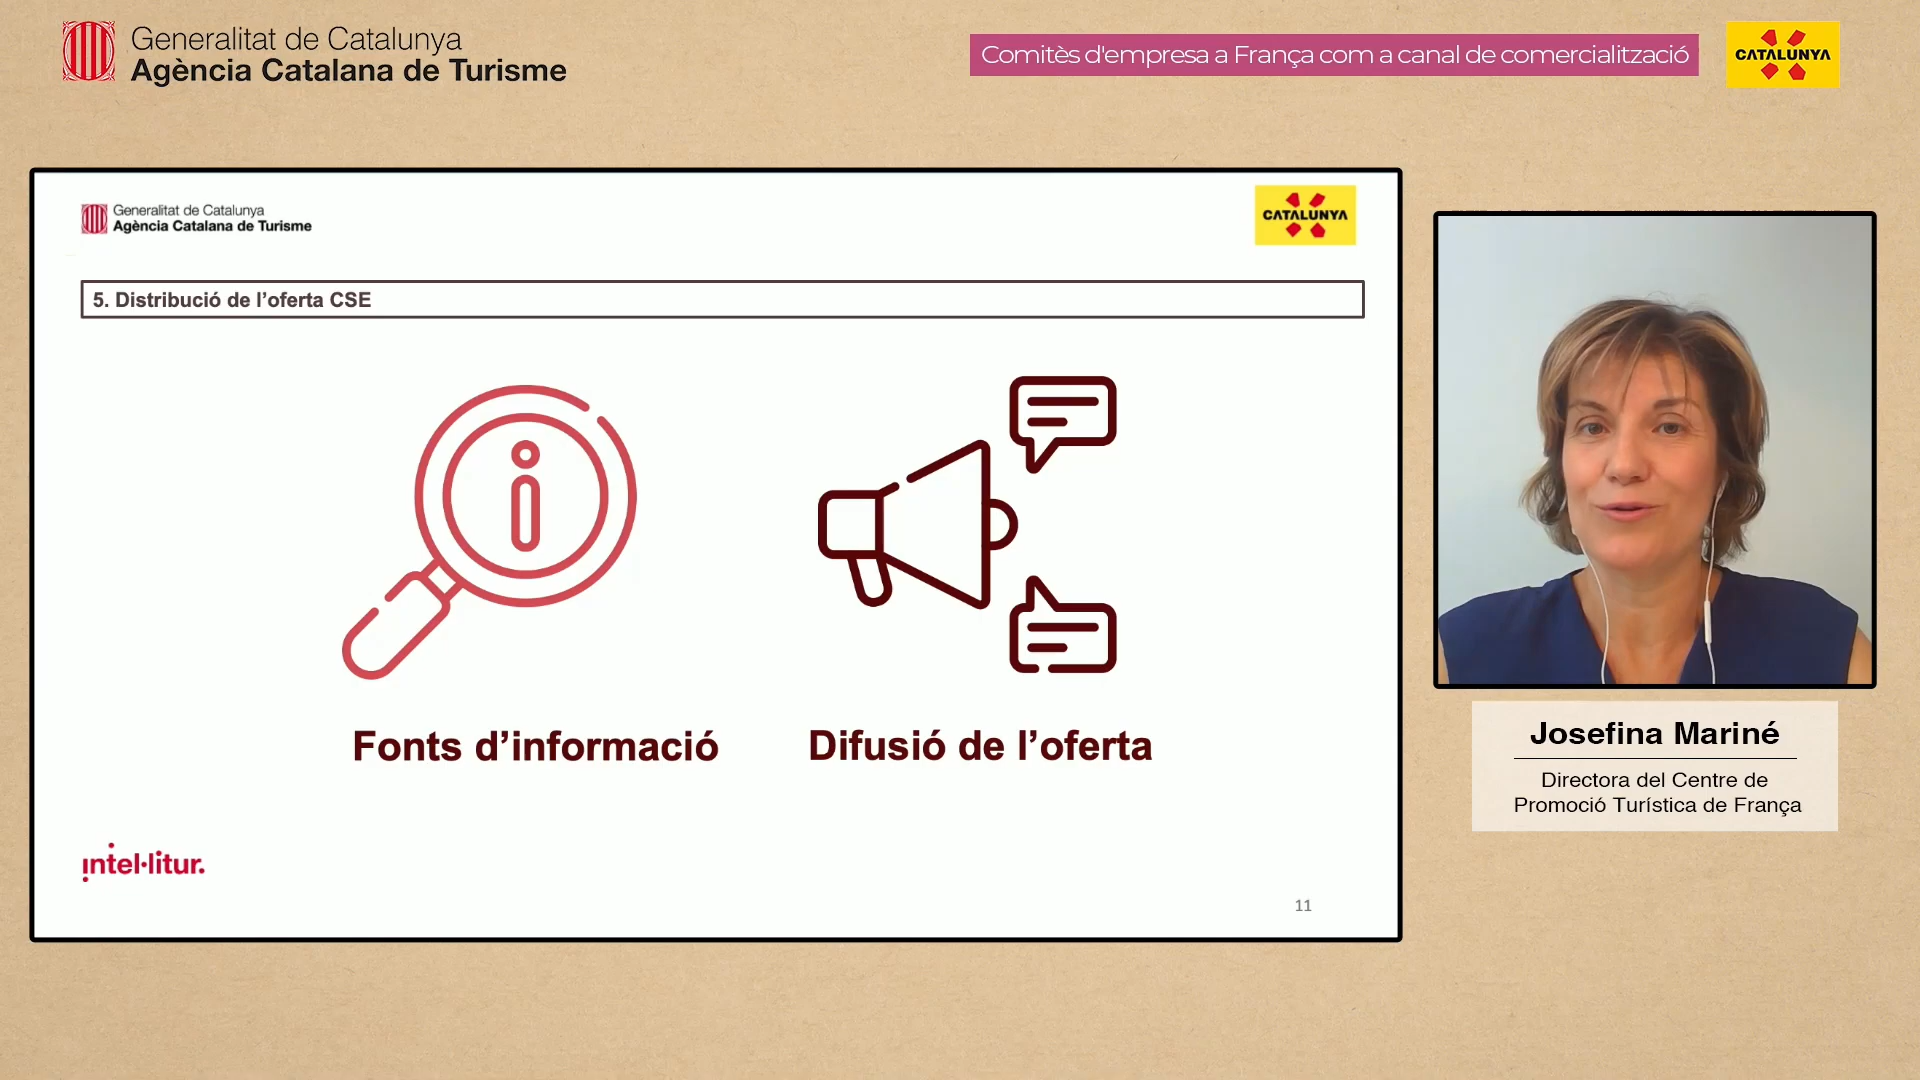 Generalitat de Catalunya
Agència Catalana de Turisme
Comitès d'empresa a França com a canal de comercialització
CATALUNYA
Generalitat de Catalunya
Agència Catalana de Turisme
CATALUNYA
5. Distribució de l’oferta CSE
Fonts d’informació
Difusió de l’oferta
intel·litur.
11
Josefina Mariné
Directora del Centre de
Promoció Turística de França